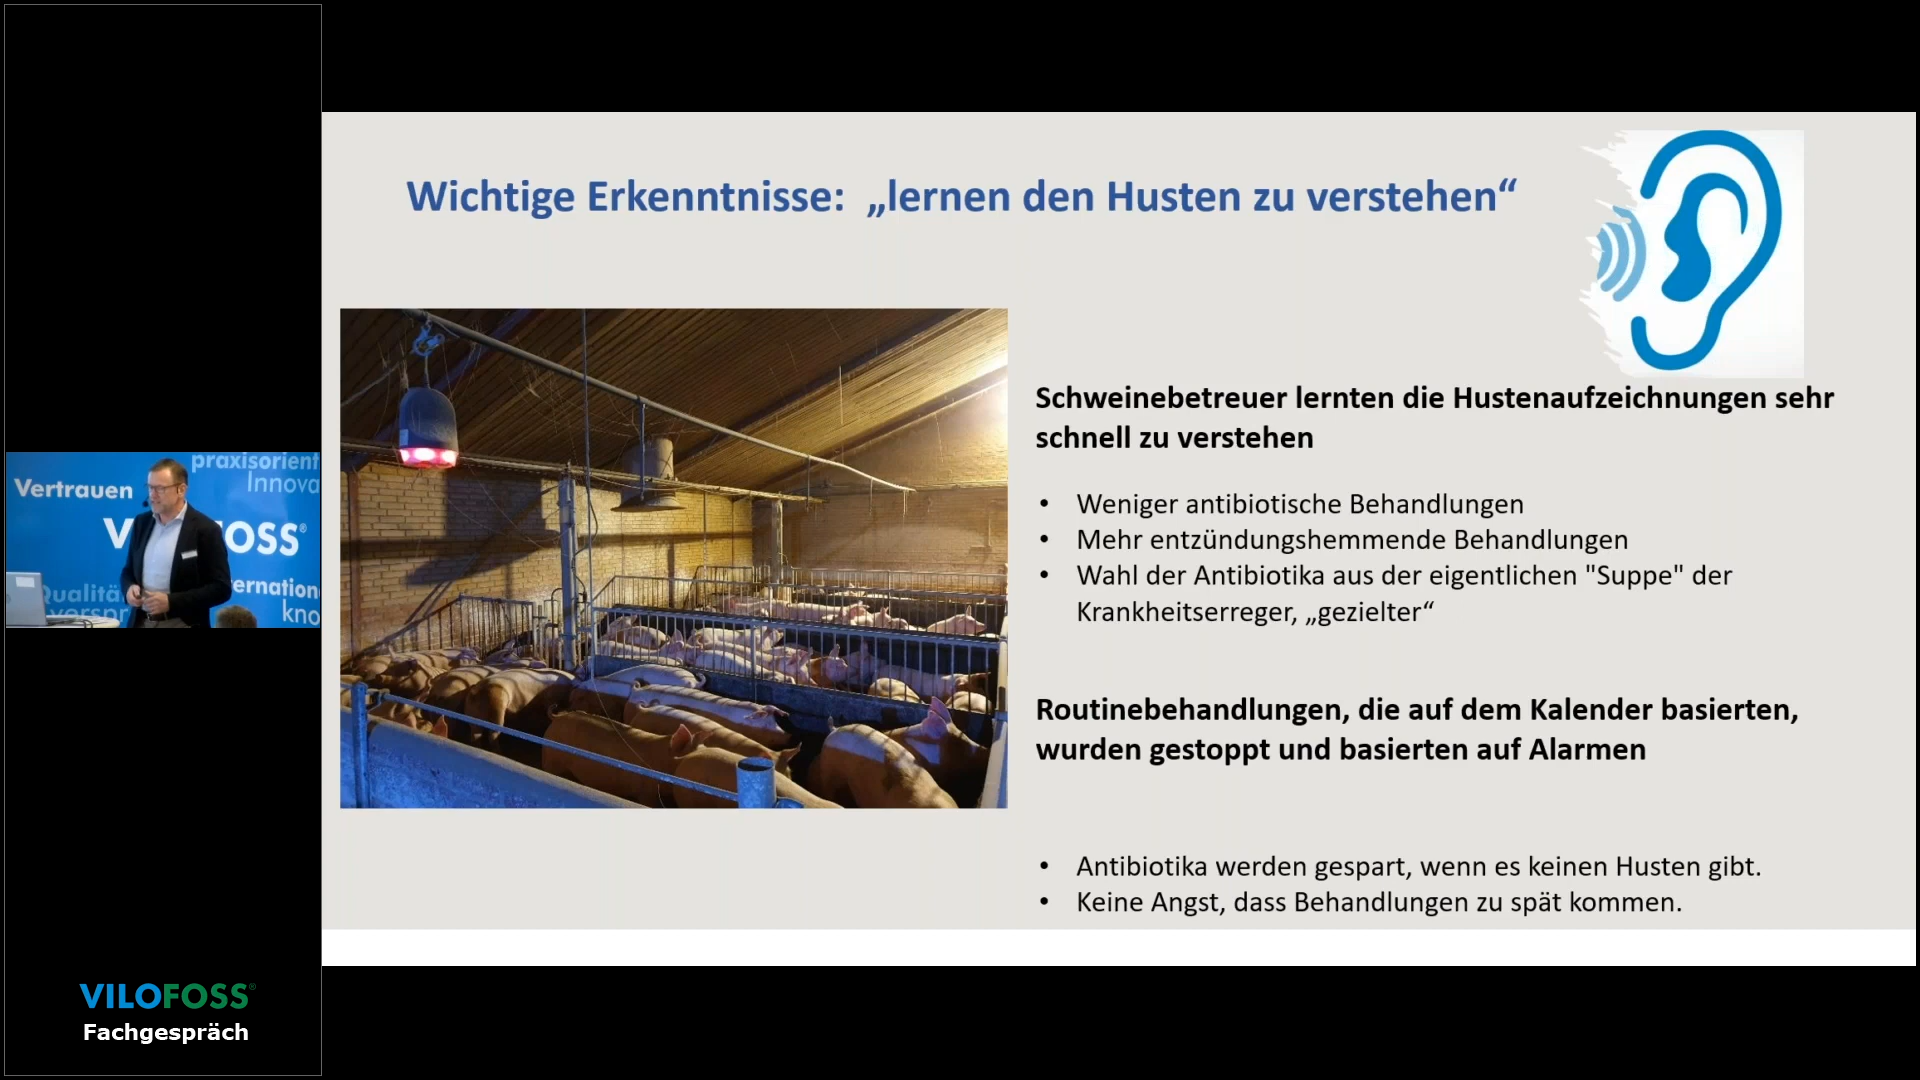 Wichtige Erkenntnisse: „lernen den Husten zu verstehen“
Schweinebetreuer lernten die Hustenaufzeichnungen sehr
schnell zu verstehen
• Weniger antibiotische Behandlungen
• Mehr entzündungshemmende Behandlungen
• Wahl der Antibiotika aus der eigentlichen "Suppe" der
Krankheitserreger, „gezielter“
Routinebehandlungen, die auf dem Kalender basierten,
wurden gestoppt und basierten auf Alarmen
• Antibiotika werden gespart, wenn es keinen Husten gibt.
• Keine Angst, dass Behandlungen zu spät kommen.
praxisorient
Vertrauen
Innova
V OSS®
Qualitä
ternation
verspr
kno
VILOFOSS®
Fachgespräch